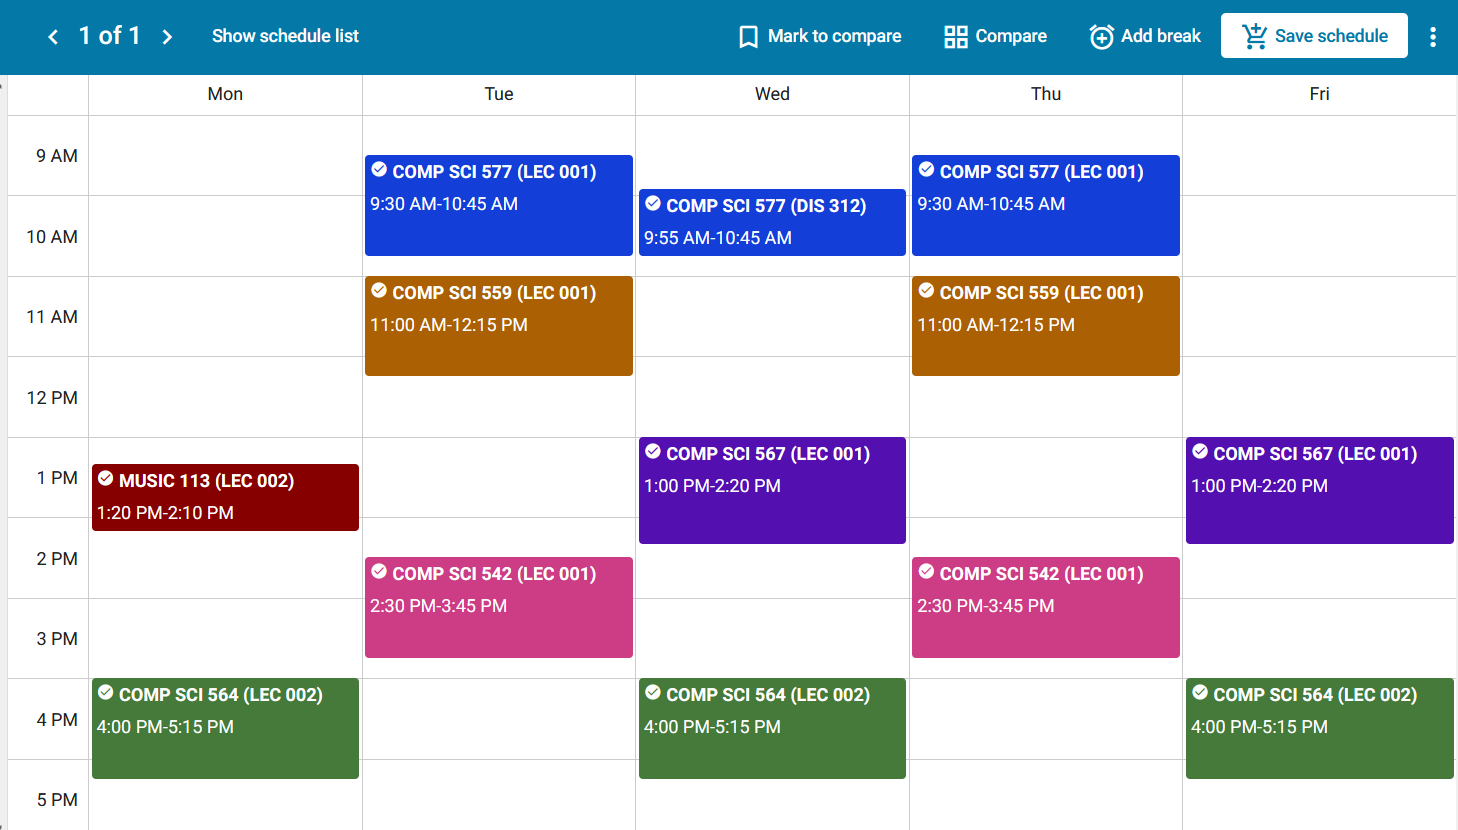 1 of 1
Show schedule list
Mark to compare
Compare
Add break
Save schedule
Mon
Tue
Wed
Thu
Fri
9 AM
10 AM
11 AM
12 PM
1 PM
2 PM
3 PM
4 PM
5 PM
MUSIC 113 (LEC 002)
1:20 PM-2:10 PM
COMP SCI 564 (LEC 002)
4:00 PM-5:15 PM
COMP SCI 577 (LEC 001)
9:30 AM-10:45 AM
COMP SCI 559 (LEC 001)
11:00 AM-12:15 PM
COMP SCI 542 (LEC 001)
2:30 PM-3:45 PM
COMP SCI 577 (DIS 312)
9:55 AM-10:45 AM
COMP SCI 567 (LEC 001)
1:00 PM-2:20 PM
COMP SCI 564 (LEC 002)
4:00 PM-5:15 PM
COMP SCI 577 (LEC 001)
9:30 AM-10:45 AM
COMP SCI 559 (LEC 001)
11:00 AM-12:15 PM
COMP SCI 542 (LEC 001)
2:30 PM-3:45 PM
COMP SCI 567 (LEC 001)
1:00 PM-2:20 PM
COMP SCI 564 (LEC 002)
4:00 PM-5:15 PM